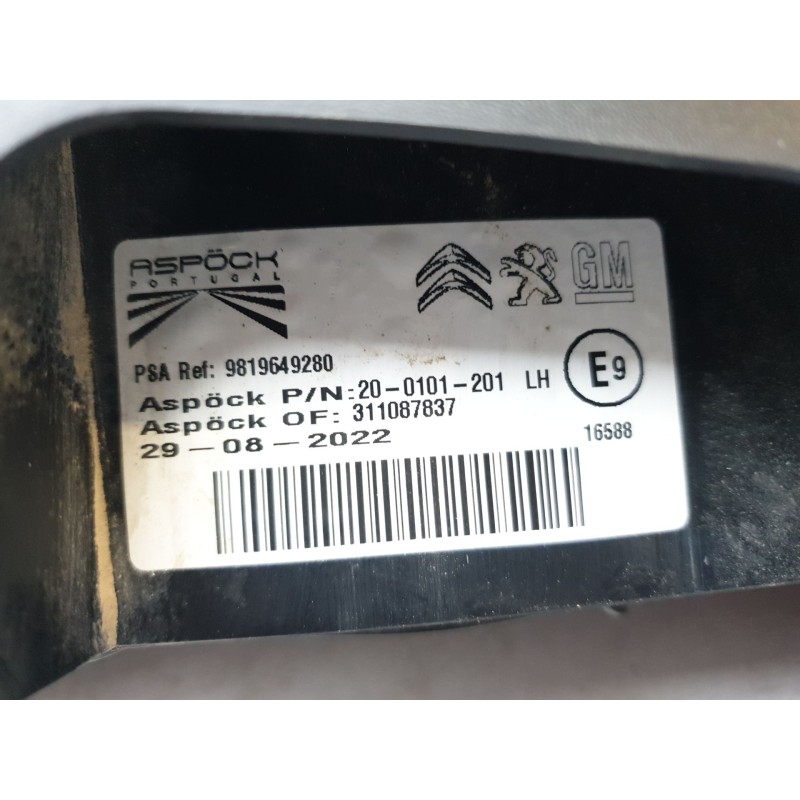 ASPÖCK
PORTUGAL
GM
PSA Ref: 9819649280
Aspöck P/N: 20-0101-201 LH
E9
Aspöck OF: 311087837
29-08-2022
16588